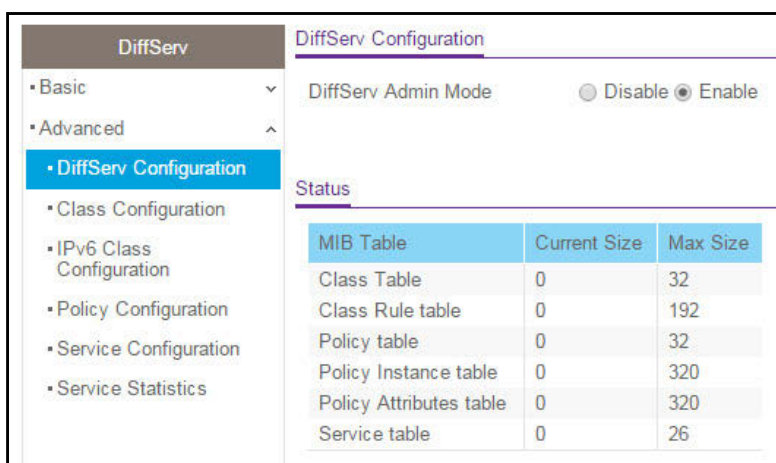 DiffServ
Basic
Advanced
DiffServ Configuration
Class Configuration
IPv6 Class
Configuration
Policy Configuration
Service Configuration
Service Statistics
DiffServ Configuration
DiffServ Admin Mode Disable Enable
Status
MIB Table Current Size Max Size
Class Table 0 32
Class Rule table 0 192
Policy table 0 32
Policy Instance table 0 320
Policy Attributes table 0 320
Service table 0 26